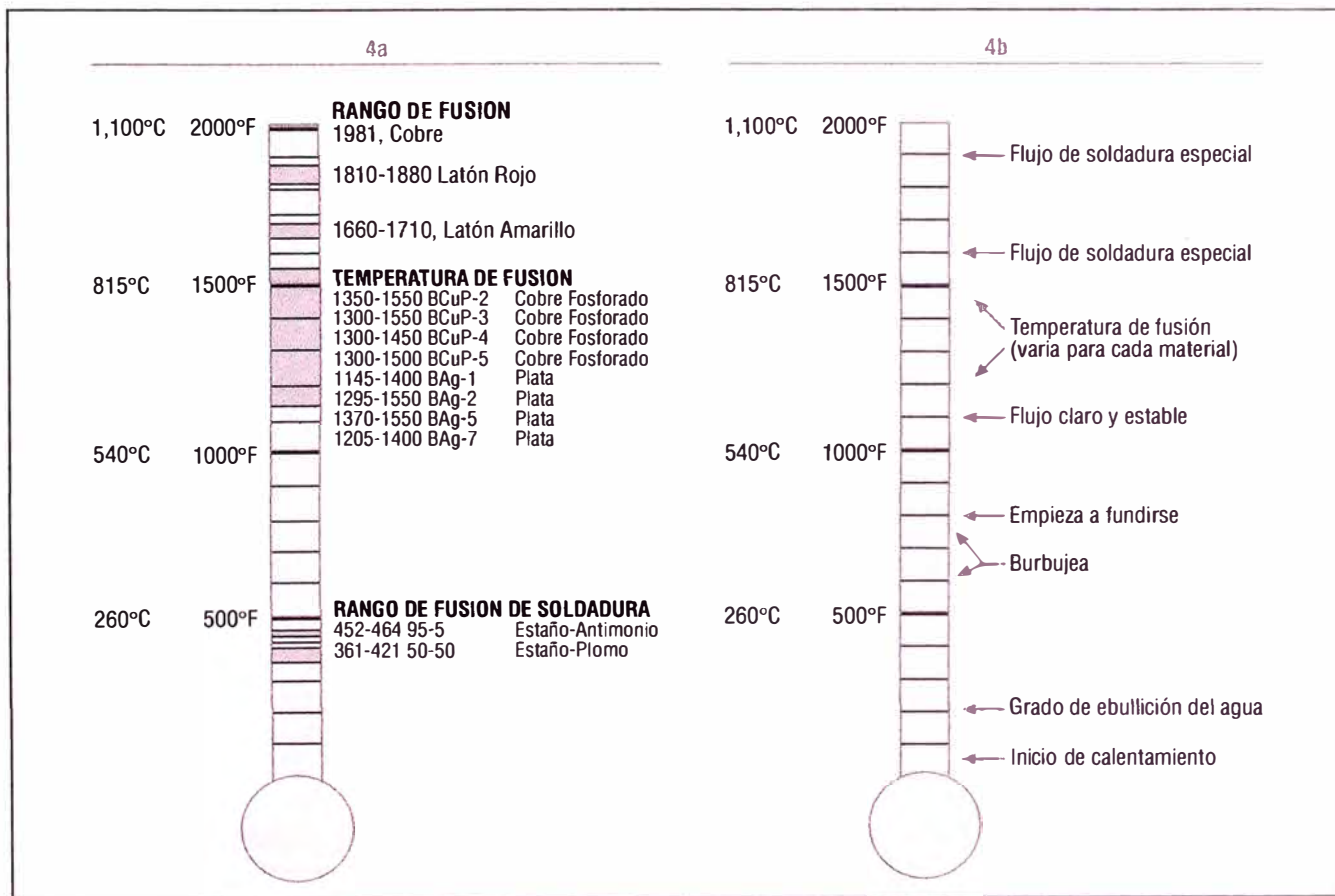 4a
RANGO DE FUSION
1,100°C 2000°F 1981, Cobre
1810-1880 Latón Rojo
1660-1710, Latón Amarillo
TEMPERATURA DE FUSION
815°C 1500°F
1350-1550 BCuP-2 Cobre Fosforado
1300-1550 BCuP-3 Cobre Fosforado
1300-1450 BCuP-4 Cobre Fosforado
1300-1500 BCuP-5 Cobre Fosforado
1145-1400 BAg-1 Plata
1295-1550 BAg-2 Plata
1370-1550 BAg-5 Plata
1205-1400 BAg-7 Plata
540°C 1000°F
RANGO DE FUSION DE SOLDADURA
260°C 500°F
452-464 95-5 Estaño-Antimonio
361-421 50-50 Estaño-Plomo
4b
1,100°C 2000°F
Flujo de soldadura especial
Flujo de soldadura especial
815°C 1500°F
Temperatura de fusión
(varia para cada material)
Flujo claro y estable
540°C 1000°F
Empieza a fundirse
Burbujea
260°C 500°F
Grado de ebullición del agua
Inicio de calentamiento